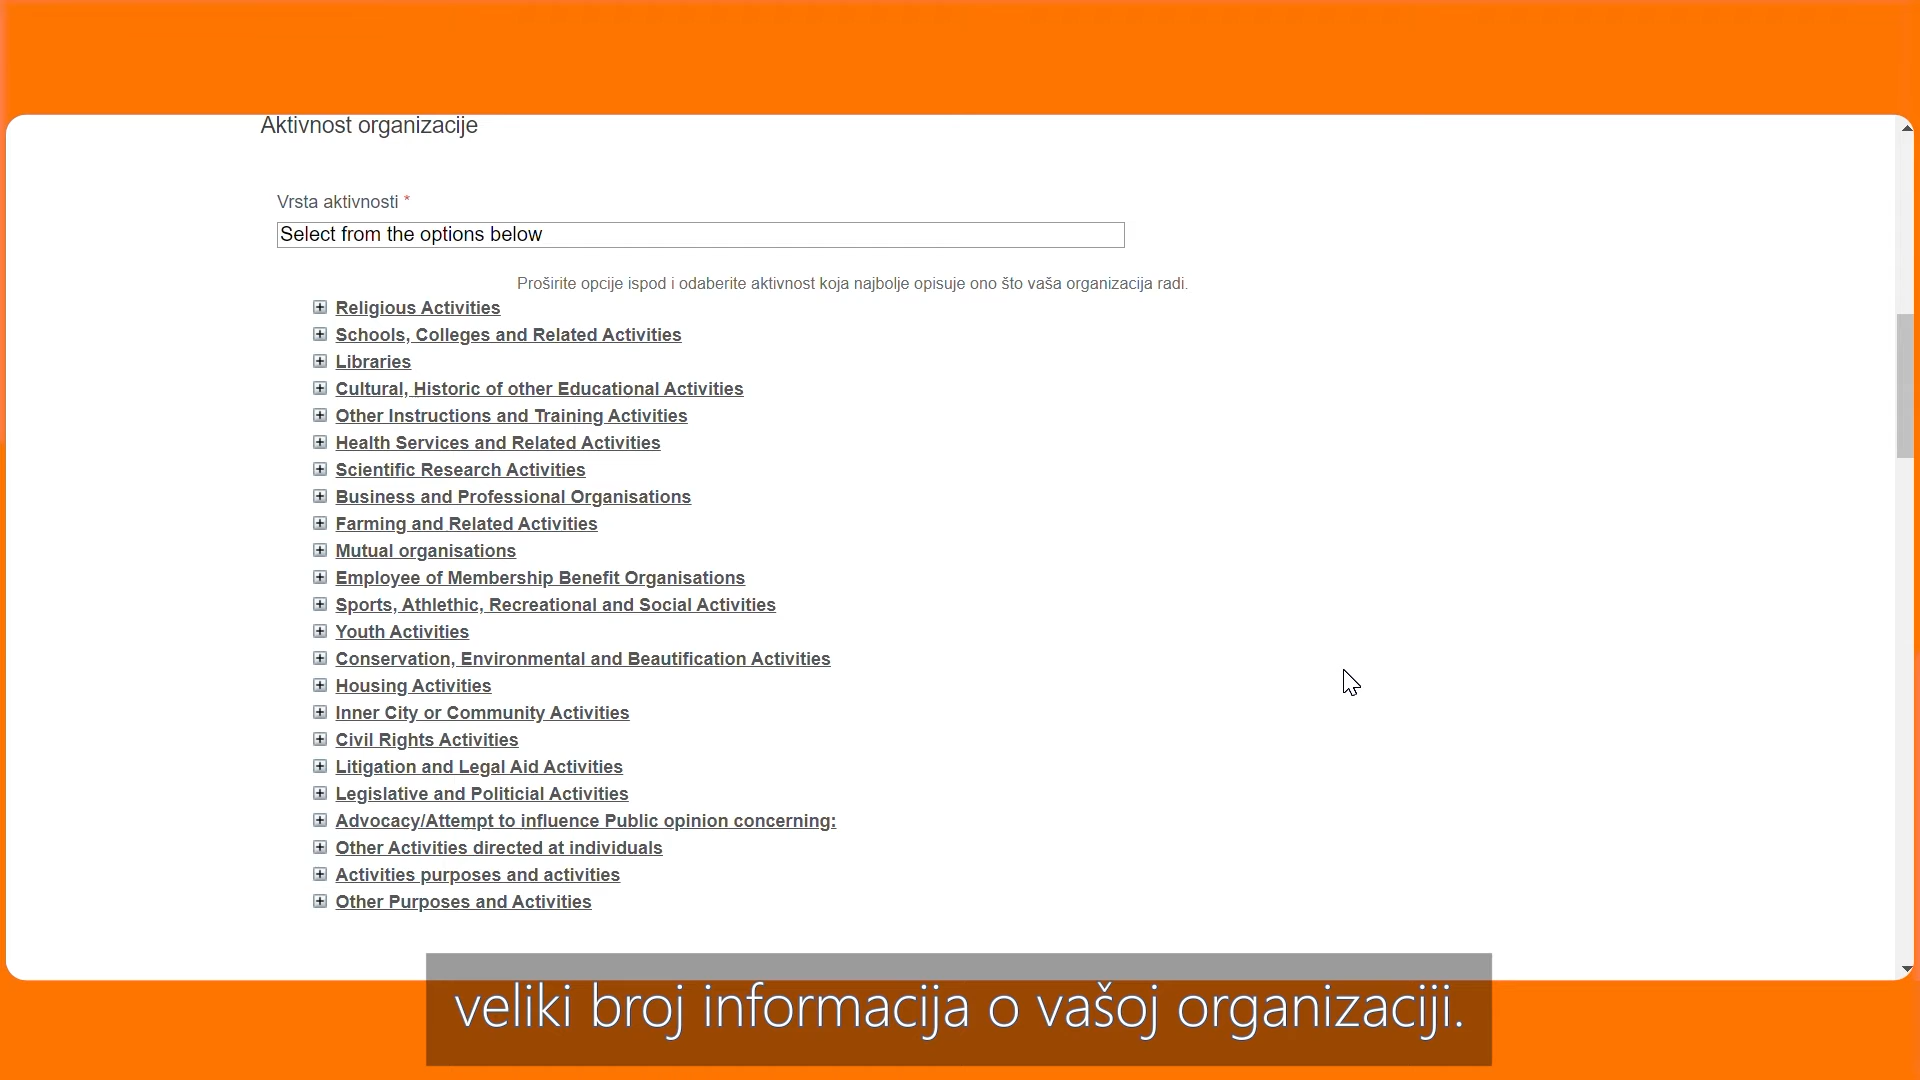 Aktivnost organizacije
Vrsta aktivnosti *
Select from the options below
Proširite opcije ispod i odaberite aktivnost koja najbolje opisuje ono što vaša organizacija radi.
Religious Activities
Schools, Colleges and Related Activities
Libraries
Cultural, Historic of other Educational Activities
Other Instructions and Training Activities
Health Services and Related Activities
Scientific Research Activities
Business and Professional Organisations
Farming and Related Activities
Mutual organisations
Employee of Membership Benefit Organisations
Sports, Athlethic, Recreational and Social Activities
Youth Activities
Conservation, Environmental and Beautification Activities
Housing Activities
Inner City or Community Activities
Civil Rights Activities
Litigation and Legal Aid Activities
Legislative and Politicial Activities
Advocacy/Attempt to influence Public opinion concerning:
Other Activities directed at individuals
Activities purposes and activities
Other Purposes and Activities
veliki broj informacija o vašoj organizaciji.